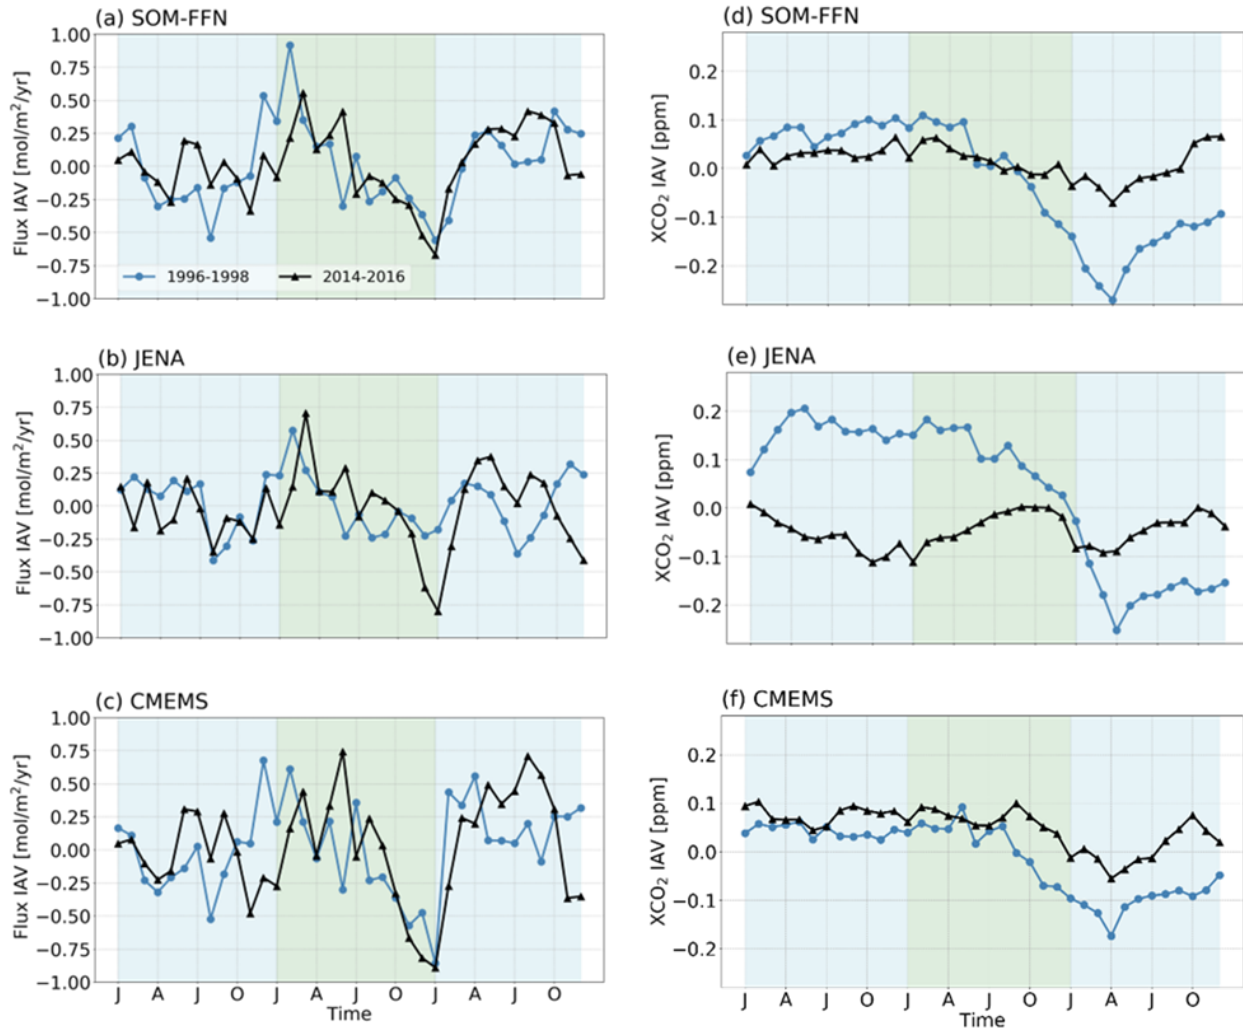 (a) SOM-FFN
Flux IAV [mol/m²/yr]
1.00
0.75
0.50
0.25
0.00
−0.25
−0.50
−0.75
−1.00
1996-1998 2014-2016
(d) SOM-FFN
XCO₂ IAV [ppm]
0.2
0.1
0.0
−0.1
−0.2
(b) JENA
Flux IAV [mol/m²/yr]
1.00
0.75
0.50
0.25
0.00
−0.25
−0.50
−0.75
−1.00
(e) JENA
XCO₂ IAV [ppm]
0.2
0.1
0.0
−0.1
−0.2
(c) CMEMS
Flux IAV [mol/m²/yr]
1.00
0.75
0.50
0.25
0.00
−0.25
−0.50
−0.75
−1.00
J A J O J A J O J A J O
Time
(f) CMEMS
XCO₂ IAV [ppm]
0.2
0.1
0.0
−0.1
−0.2
J A J O J A J O J A J O
Time